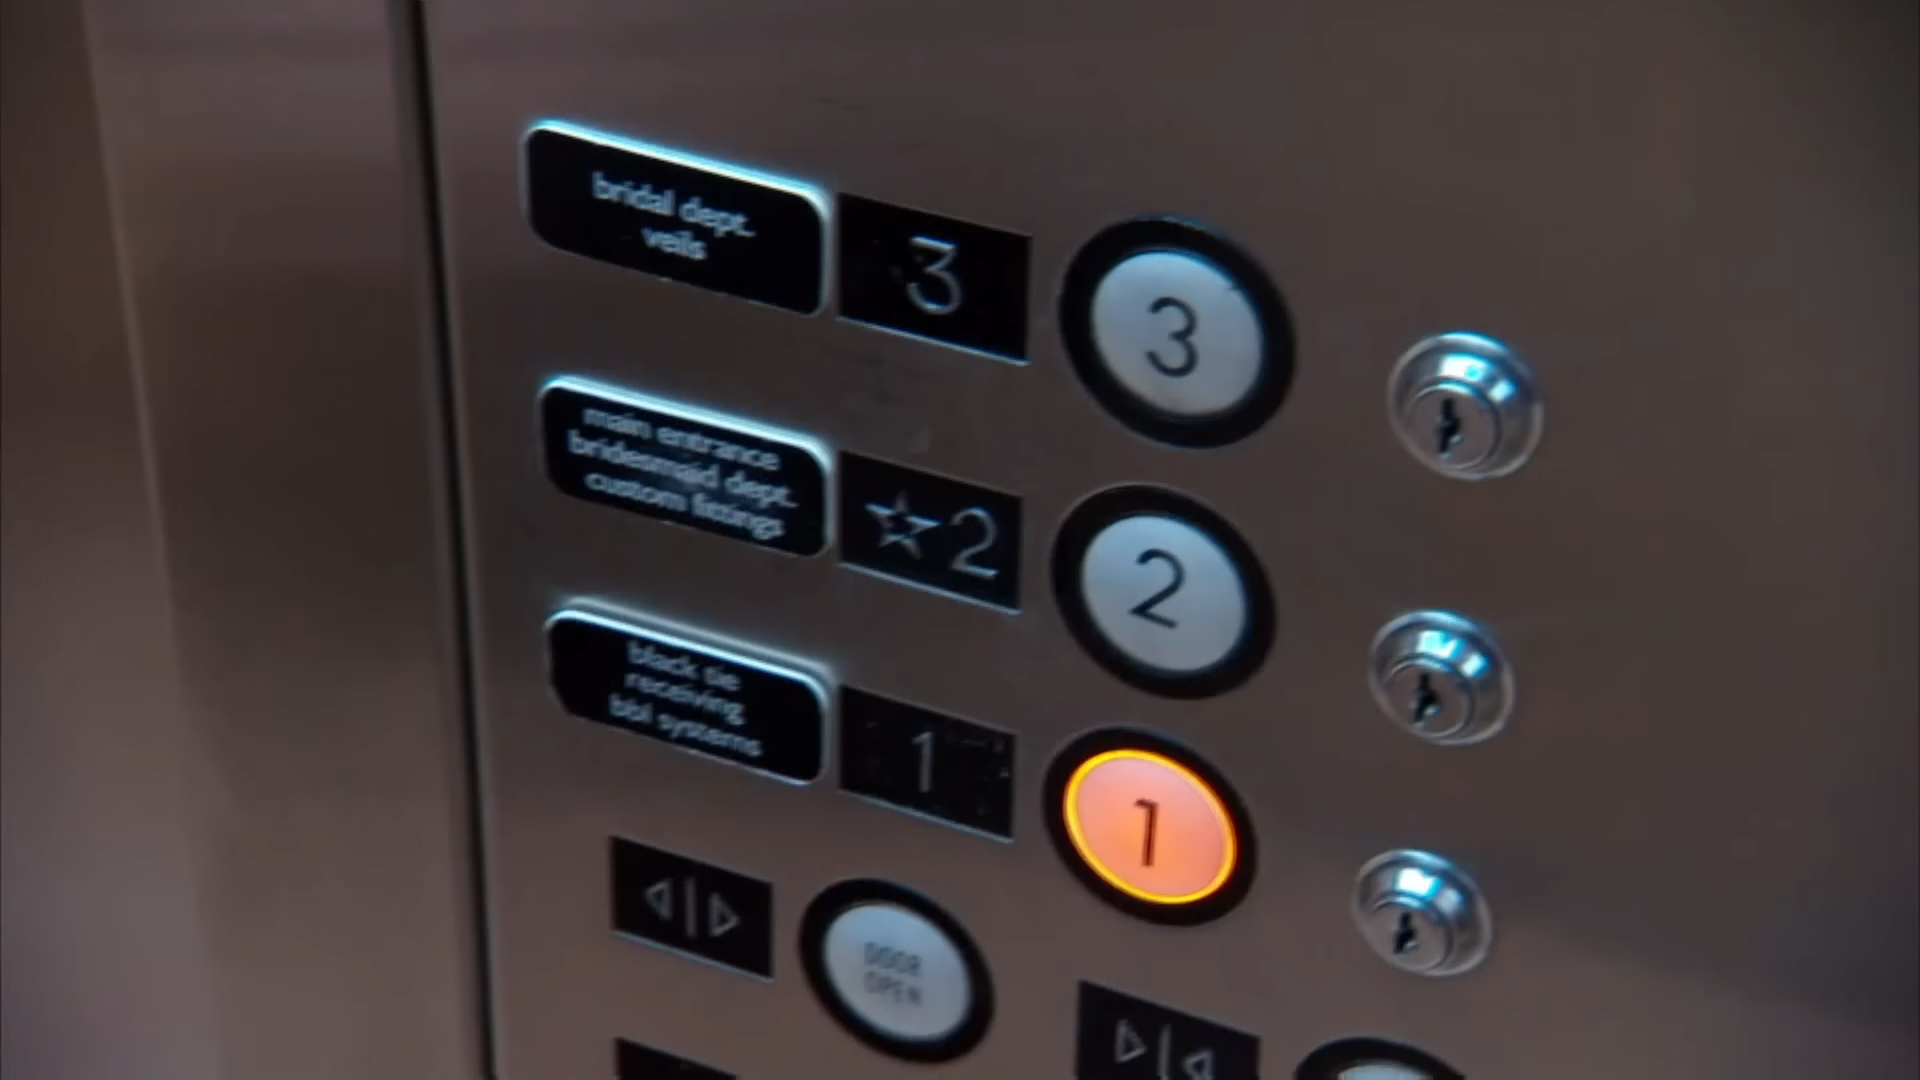 bridal dept.
veils
3
3
main entrance
bridesmaid dept.
custom fittings
☆2
2
black tie
receiving
bbl systems
1
1
DOOR
OPEN